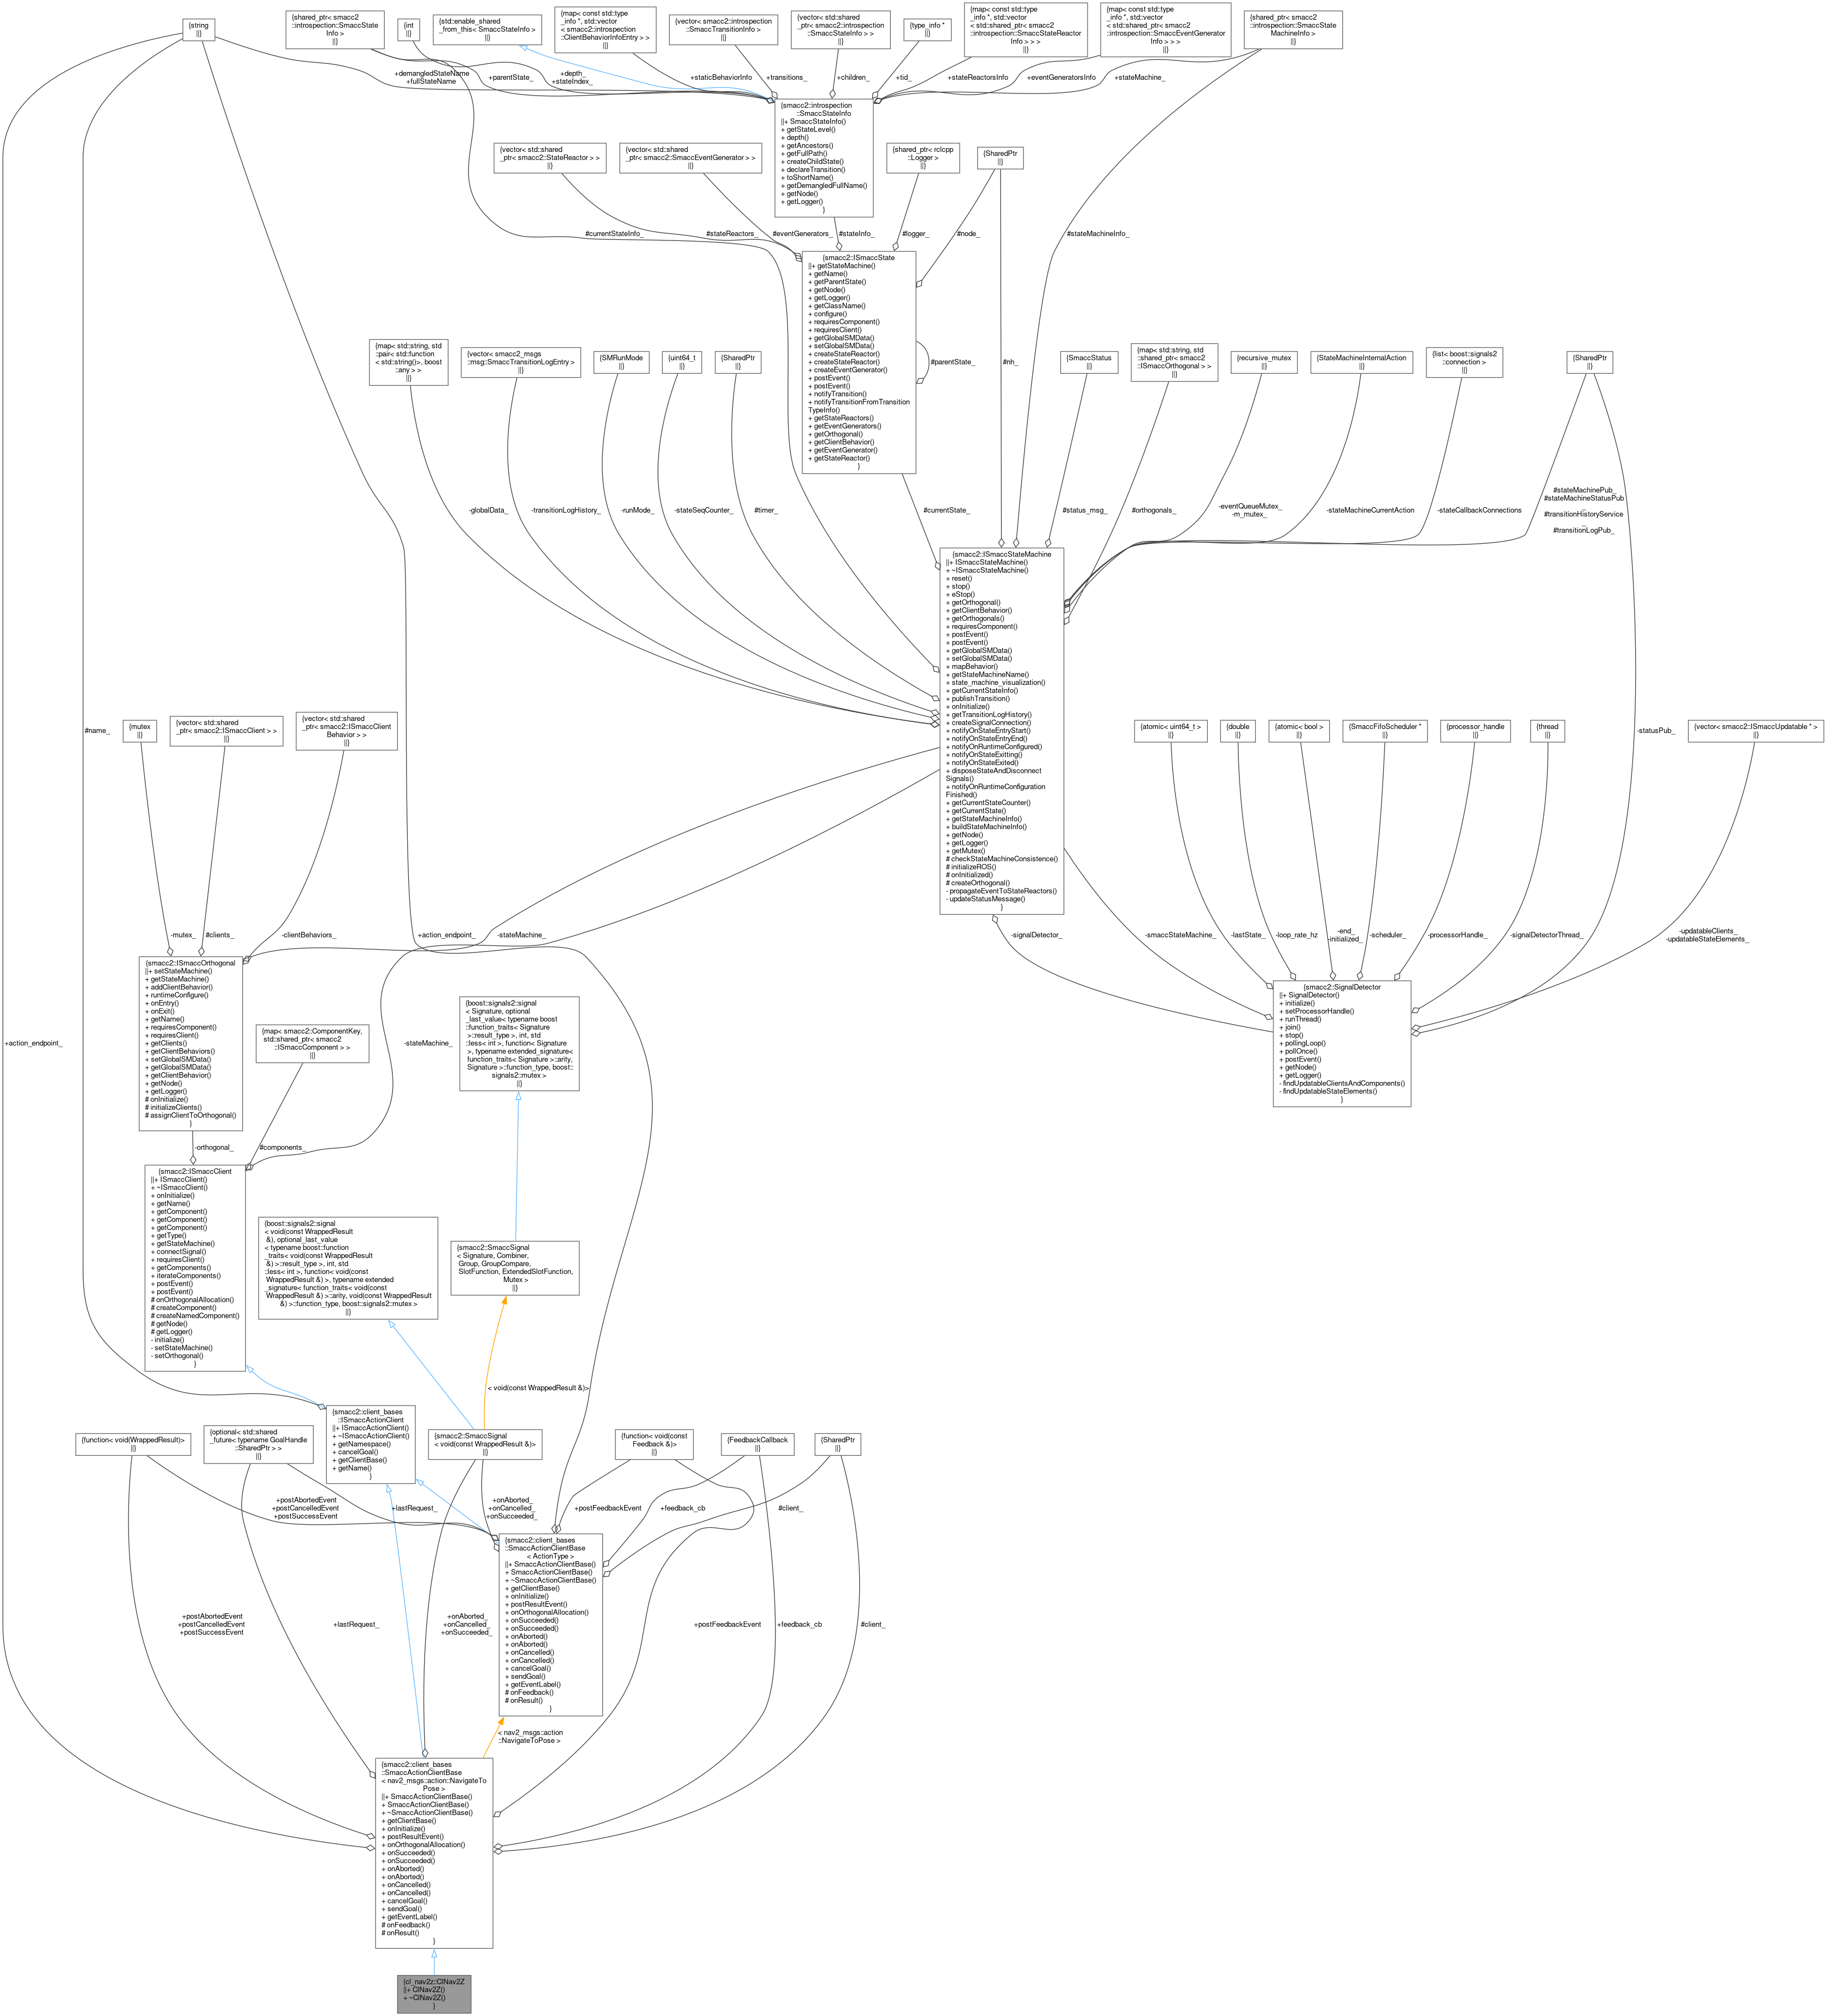 {string
||}
{shared_ptr< smacc2
::introspection::SmaccState
Info >
||}
{int
||}
{std::enable_shared
_from_this< SmaccStateInfo >
||}
{map< const std::type
_info *, std::vector
< smacc2::introspection
::ClientBehaviorInfoEntry > >
||}
{vector< smacc2::introspection
::SmaccTransitionInfo >
||}
{vector< std::shared
_ptr< smacc2::introspection
::SmaccStateInfo > >
||}
{type_info *
||}
{map< const std::type
_info *, std::vector
< std::shared_ptr< smacc2
::introspection::SmaccStateReactor
Info > > >
||}
{map< const std::type
_info *, std::vector
< std::shared_ptr< smacc2
::introspection::SmaccEventGenerator
Info > > >
||}
{shared_ptr< smacc2
::introspection::SmaccState
MachineInfo >
||}
+demangledStateName
+fullStateName
+parentState_
+depth_
+stateIndex_
+staticBehaviorInfo
+transitions_
+children_
+tid_
+stateReactorsInfo
+eventGeneratorsInfo
+stateMachine_
{smacc2::introspection
::SmaccStateInfo
||+ SmaccStateInfo()
+ getStateLevel()
+ depth()
+ getAncestors()
+ getFullPath()
+ createChildState()
+ declareTransition()
+ toShortName()
+ getDemangledFullName()
+ getNode()
+ getLogger()
}
{vector< std::shared
_ptr< smacc2::StateReactor > >
||}
{vector< std::shared
_ptr< smacc2::SmaccEventGenerator > >
||}
{shared_ptr< rclcpp
::Logger >
||}
{SharedPtr
||}
#currentStateInfo_
#stateReactors_
#eventGenerators_
#stateInfo_
#logger_
#node_
#stateMachineInfo_
{smacc2::ISmaccState
||+ getStateMachine()
+ getName()
+ getParentState()
+ getNode()
+ getLogger()
+ getClassName()
+ configure()
+ requiresComponent()
+ requiresClient()
+ getGlobalSMData()
+ setGlobalSMData()
+ createStateReactor()
+ createStateReactor()
+ createEventGenerator()
+ postEvent()
+ postEvent()
+ notifyTransition()
+ notifyTransitionFromTransition
TypeInfo()
+ getStateReactors()
+ getEventGenerators()
+ getOrthogonal()
+ getClientBehavior()
+ getEventGenerator()
+ getStateReactor()
}
#parentState_
#nh_
{map< std::string, std
::pair< std::function
< std::string()>, boost
::any > >
||}
{vector< smacc2_msgs
::msg::SmaccTransitionLogEntry >
||}
{SMRunMode
||}
{uint64_t
||}
{SharedPtr
||}
{SmaccStatus
||}
{map< std::string, std
::shared_ptr< smacc2
::ISmaccOrthogonal > >
||}
{recursive_mutex
||}
{StateMachineInternalAction
||}
{list< boost::signals2
::connection >
||}
{SharedPtr
||}
-globalData_
-transitionLogHistory_
-runMode_
-stateSeqCounter_
#timer_
#currentState_
#status_msg_
#orthogonals_
-eventQueueMutex_
-m_mutex_
-stateMachineCurrentAction
-stateCallbackConnections
#stateMachinePub_
#stateMachineStatusPub
_
#transitionHistoryService
_
#transitionLogPub_
{smacc2::ISmaccStateMachine
||+ ISmaccStateMachine()
+ ~ISmaccStateMachine()
+ reset()
+ stop()
+ eStop()
+ getOrthogonal()
+ getClientBehavior()
+ getOrthogonals()
+ requiresComponent()
+ postEvent()
+ postEvent()
+ getGlobalSMData()
+ setGlobalSMData()
+ mapBehavior()
+ getStateMachineName()
+ state_machine_visualization()
+ getCurrentStateInfo()
+ publishTransition()
+ onInitialize()
+ getTransitionLogHistory()
+ createSignalConnection()
+ notifyOnStateEntryStart()
+ notifyOnStateEntryEnd()
+ notifyOnRuntimeConfigured()
+ notifyOnStateExitting()
+ notifyOnStateExited()
+ disposeStateAndDisconnect
Signals()
+ notifyOnRuntimeConfiguration
Finished()
+ getCurrentStateCounter()
+ getCurrentState()
+ getStateMachineInfo()
+ buildStateMachineInfo()
+ getNode()
+ getLogger()
+ getMutex()
# checkStateMachineConsistence()
# initializeROS()
# onInitialized()
# createOrthogonal()
- propagateEventToStateReactors()
- updateStatusMessage()
}
#name_
{mutex
||}
{vector< std::shared
_ptr< smacc2::ISmaccClient > >
||}
{vector< std::shared
_ptr< smacc2::ISmaccClient
Behavior > >
||}
{atomic< uint64_t >
||}
{double
||}
{atomic< bool >
||}
{SmaccFifoScheduler *
||}
{processor_handle
||}
{thread
||}
{vector< smacc2::ISmaccUpdatable * >
||}
-statusPub_
-mutex_
#clients_
-clientBehaviors_
+action_endpoint_
-stateMachine_
-signalDetector_
-smaccStateMachine_
-lastState_
-loop_rate_hz
-end_
-initialized_
-scheduler_
-processorHandle_
-signalDetectorThread_
-updatableClients_
-updatableStateElements_
{smacc2::ISmaccOrthogonal
||+ setStateMachine()
+ getStateMachine()
+ addClientBehavior()
+ runtimeConfigure()
+ onEntry()
+ onExit()
+ getName()
+ requiresComponent()
+ requiresClient()
+ getClients()
+ getClientBehaviors()
+ setGlobalSMData()
+ getGlobalSMData()
+ getClientBehavior()
+ getNode()
+ getLogger()
# onInitialize()
# initializeClients()
# assignClientToOrthogonal()
}
{smacc2::SignalDetector
||+ SignalDetector()
+ initialize()
+ setProcessorHandle()
+ runThread()
+ join()
+ stop()
+ pollingLoop()
+ pollOnce()
+ postEvent()
+ getNode()
+ getLogger()
- findUpdatableClientsAndComponents()
- findUpdatableStateElements()
}
+action_endpoint_
{map< smacc2::ComponentKey,
std::shared_ptr< smacc2
::ISmaccComponent > >
||}
-stateMachine_
{boost::signals2::signal
< Signature, optional
_last_value< typename boost
::function_traits< Signature
>::result_type >, int, std
::less< int >, function< Signature
>, typename extended_signature<
function_traits< Signature >::arity,
Signature >::function_type, boost::
signals2::mutex >
||}
-orthogonal_
#components_
{smacc2::ISmaccClient
||+ ISmaccClient()
+ ~ISmaccClient()
+ onInitialize()
+ getName()
+ getComponent()
+ getComponent()
+ getComponent()
+ getType()
+ getStateMachine()
+ connectSignal()
+ requiresClient()
+ getComponents()
+ iterateComponents()
+ postEvent()
+ postEvent()
# onOrthogonalAllocation()
# createComponent()
# createNamedComponent()
# getNode()
# getLogger()
- initialize()
- setStateMachine()
- setOrthogonal()
}
{boost::signals2::signal
< void(const WrappedResult
&), optional_last_value
< typename boost::function
_traits< void(const WrappedResult
&) >::result_type >, int, std
::less< int >, function< void(const
WrappedResult &) >, typename extended
_signature< function_traits< void(const
WrappedResult &) >::arity, void(const WrappedResult
&) >::function_type, boost::signals2::mutex >
||}
{smacc2::SmaccSignal
< Signature, Combiner,
Group, GroupCompare,
SlotFunction, ExtendedSlotFunction,
Mutex >
||}
< void(const WrappedResult &)>
{function< void(WrappedResult)>
||}
{optional< std::shared
_future< typename GoalHandle
::SharedPtr > >
||}
{smacc2::client_bases
::ISmaccActionClient
||+ ISmaccActionClient()
+ ~ISmaccActionClient()
+ getNamespace()
+ cancelGoal()
+ getClientBase()
+ getName()
}
{smacc2::SmaccSignal
< void(const WrappedResult &)>
||}
{function< void(const
Feedback &)>
||}
{FeedbackCallback
||}
{SharedPtr
||}
+postAbortedEvent
+postCancelledEvent
+postSuccessEvent
+lastRequest_
+onAborted_
+onCancelled_
+onSucceeded_
+postFeedbackEvent
+feedback_cb
#client_
{smacc2::client_bases
::SmaccActionClientBase
< ActionType >
||+ SmaccActionClientBase()
+ SmaccActionClientBase()
+ ~SmaccActionClientBase()
+ getClientBase()
+ onInitialize()
+ postResultEvent()
+ onOrthogonalAllocation()
+ onSucceeded()
+ onSucceeded()
+ onAborted()
+ onAborted()
+ onCancelled()
+ onCancelled()
+ cancelGoal()
+ sendGoal()
+ getEventLabel()
# onFeedback()
# onResult()
}
+postAbortedEvent
+postCancelledEvent
+postSuccessEvent
+lastRequest_
+onAborted_
+onCancelled_
+onSucceeded_
+postFeedbackEvent
+feedback_cb
#client_
< nav2_msgs::action
::NavigateToPose >
{smacc2::client_bases
::SmaccActionClientBase
< nav2_msgs::action::NavigateTo
Pose >
||+ SmaccActionClientBase()
+ SmaccActionClientBase()
+ ~SmaccActionClientBase()
+ getClientBase()
+ onInitialize()
+ postResultEvent()
+ onOrthogonalAllocation()
+ onSucceeded()
+ onSucceeded()
+ onAborted()
+ onAborted()
+ onCancelled()
+ onCancelled()
+ cancelGoal()
+ sendGoal()
+ getEventLabel()
# onFeedback()
# onResult()
}
{cl_nav2z::ClNav2Z
||+ ClNav2Z()
+ ~ClNav2Z()
}